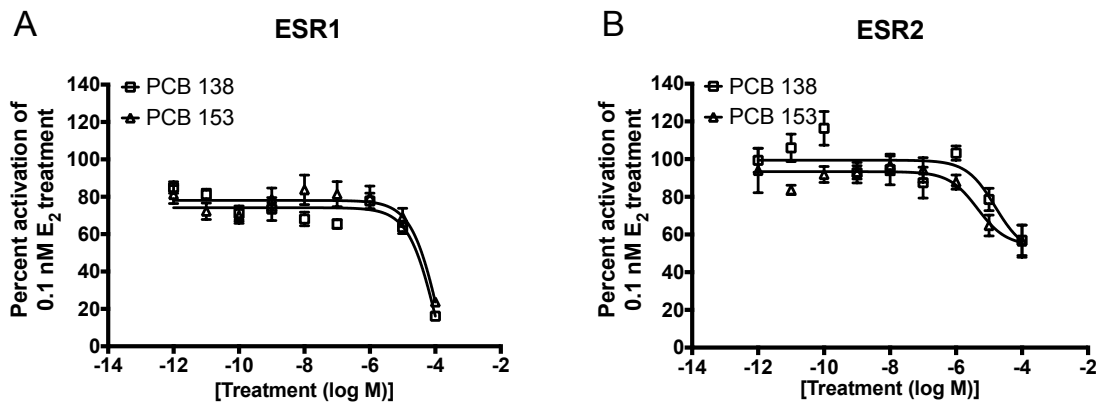 A
ESR1
PCB 138
PCB 153
Percent activation of
0.1 nM E₂ treatment
140
120
100
80
60
40
20
0
-14
-12
-10
-8
-6
-4
-2
[Treatment (log M)]
B
ESR2
PCB 138
PCB 153
Percent activation of
0.1 nM E₂ treatment
140
120
100
80
60
40
20
0
-14
-12
-10
-8
-6
-4
-2
[Treatment (log M)]